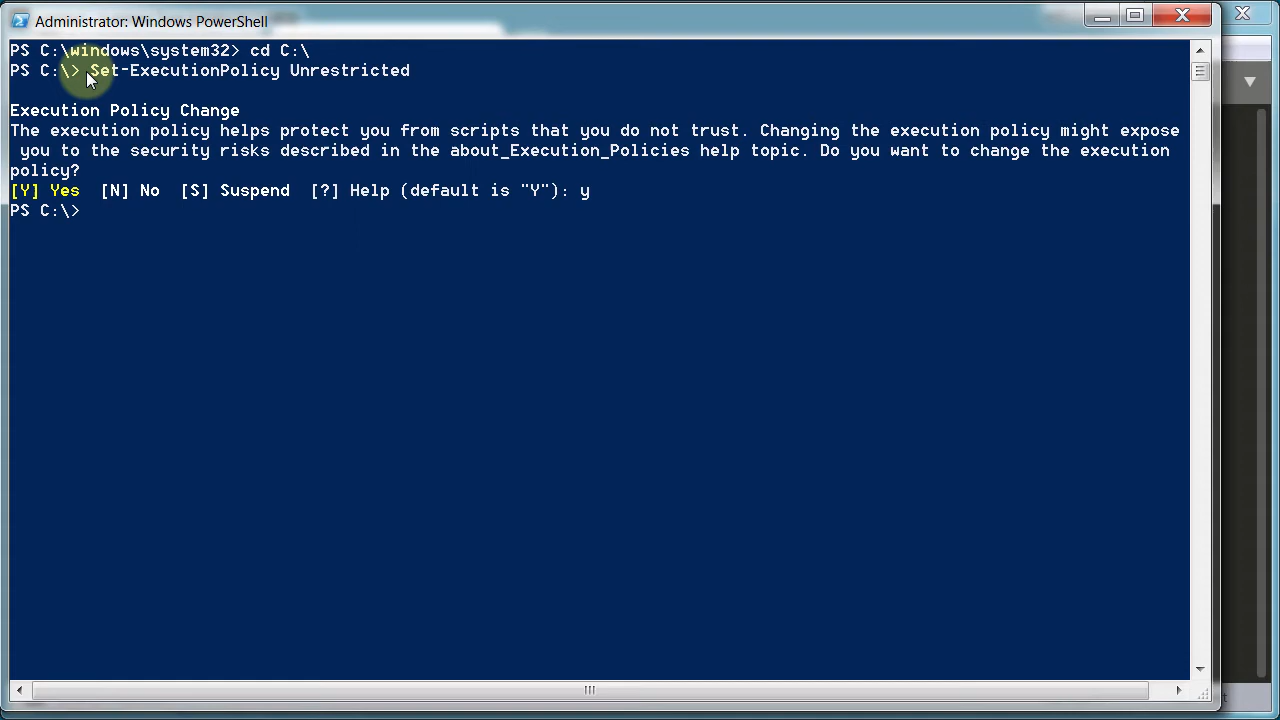 Administrator: Windows PowerShell
PS C:\windows\system32> cd C:\
PS C:\> Set-ExecutionPolicy Unrestricted
Execution Policy Change
The execution policy helps protect you from scripts that you do not trust. Changing the execution policy might expose
you to the security risks described in the about_Execution_Policies help topic. Do you want to change the execution
policy?
[Y] Yes  [N] No  [S] Suspend  [?] Help (default is "Y"): y
PS C:\>